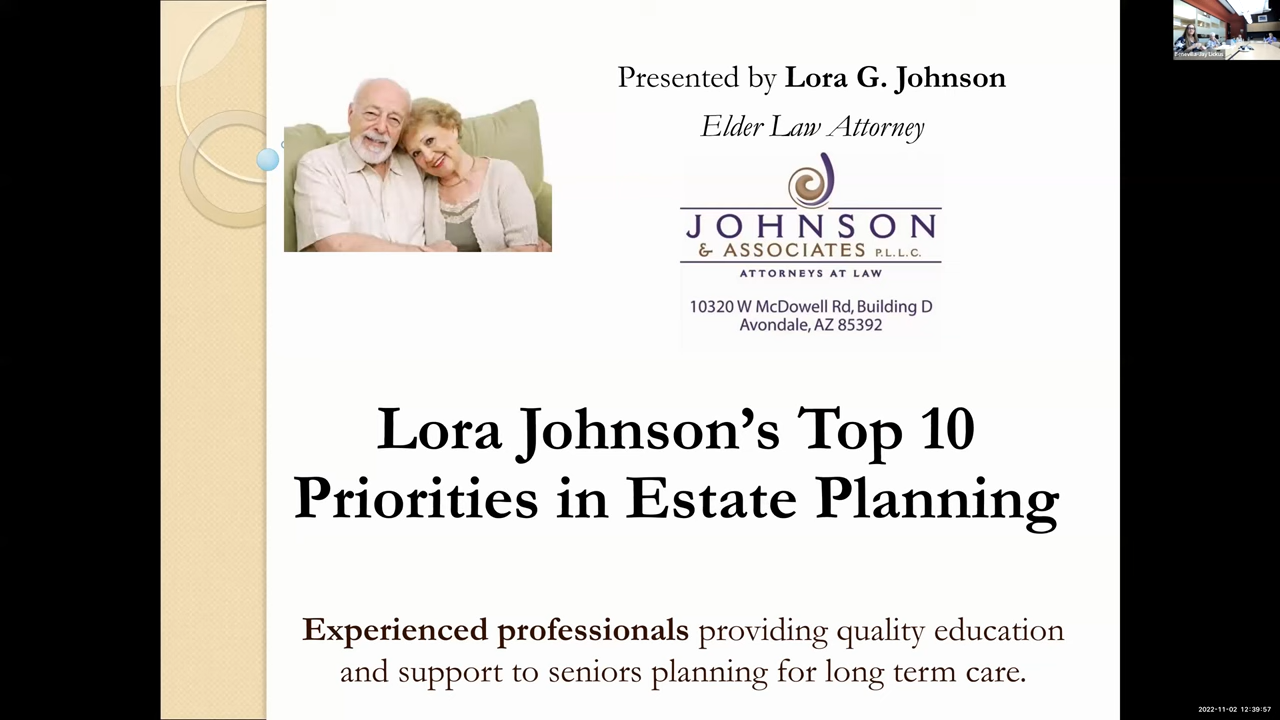 Presented by Lora G. Johnson
Elder Law Attorney
JOHNSON
& ASSOCIATES P.L.L.C.
ATTORNEYS AT LAW
10320 W McDowell Rd, Building D
Avondale, AZ 85392
Lora Johnson's Top 10
Priorities in Estate Planning
Experienced professionals providing quality education
and support to seniors planning for long term care.
2022-11-02 12:39:57